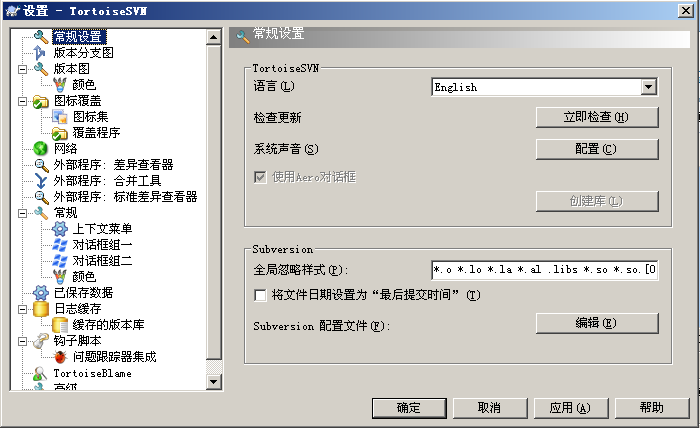 设置 - TortoiseSVN
常规设置
版本分支图
版本图
颜色
图标覆盖
图标集
覆盖程序
网络
外部程序: 差异查看器
外部程序: 合并工具
外部程序: 标准差异查看器
常规
上下文菜单
对话框组一
对话框组二
颜色
已保存数据
日志缓存
缓存的版本库
钩子脚本
问题跟踪器集成
TortoiseBlame
高级
常规设置
TortoiseSVN
语言(L)
English
检查更新
立即检查(H)
系统声音(S)
配置(C)
使用Aero对话框
创建库(L)
Subversion
全局忽略样式(P):
*.o *.lo *.la *.al .libs *.so *.so.[0
将文件日期设置为“最后提交时间”(T)
Subversion 配置文件(F):
编辑(E)
确定
取消
应用(A)
帮助